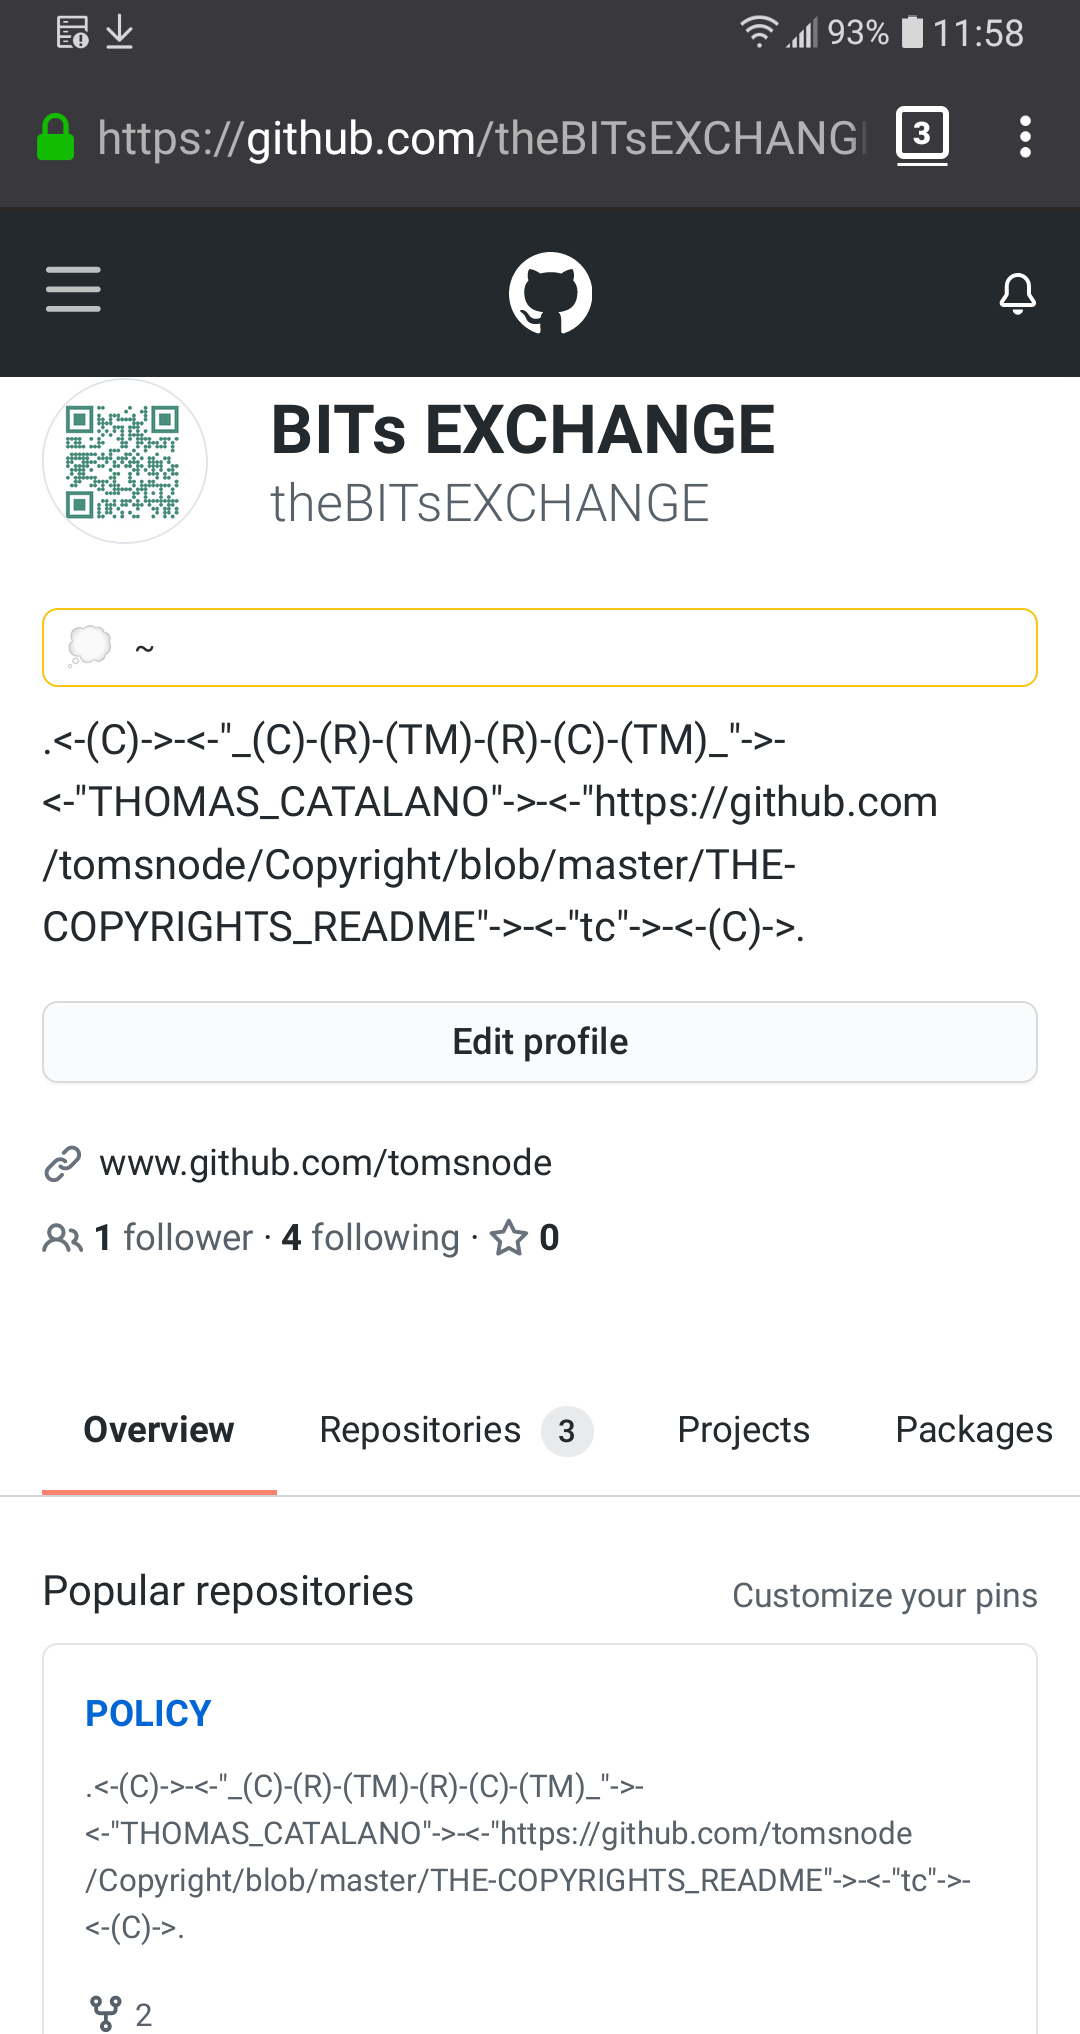 93% 11:58
https://github.com/theBITsEXCHANG
3
BITs EXCHANGE
theBITsEXCHANGE
~
.<-(C)->-<-"_(C)-(R)-(TM)-(R)-(C)-(TM)_"->-
<-"THOMAS_CATALANO"->-<-"https://github.com
/tomsnode/Copyright/blob/master/THE-
COPYRIGHTS_README"->-<-"tc"->-<-(C)->.
Edit profile
www.github.com/tomsnode
1 follower · 4 following · 0
Overview Repositories 3 Projects Packages
Popular repositories Customize your pins
POLICY
.<-(C)->-<-"_(C)-(R)-(TM)-(R)-(C)-(TM)_"->-
<-"THOMAS_CATALANO"->-<-"https://github.com/tomsnode
/Copyright/blob/master/THE-COPYRIGHTS_README"->-<-"tc"->-
<-(C)->.
2